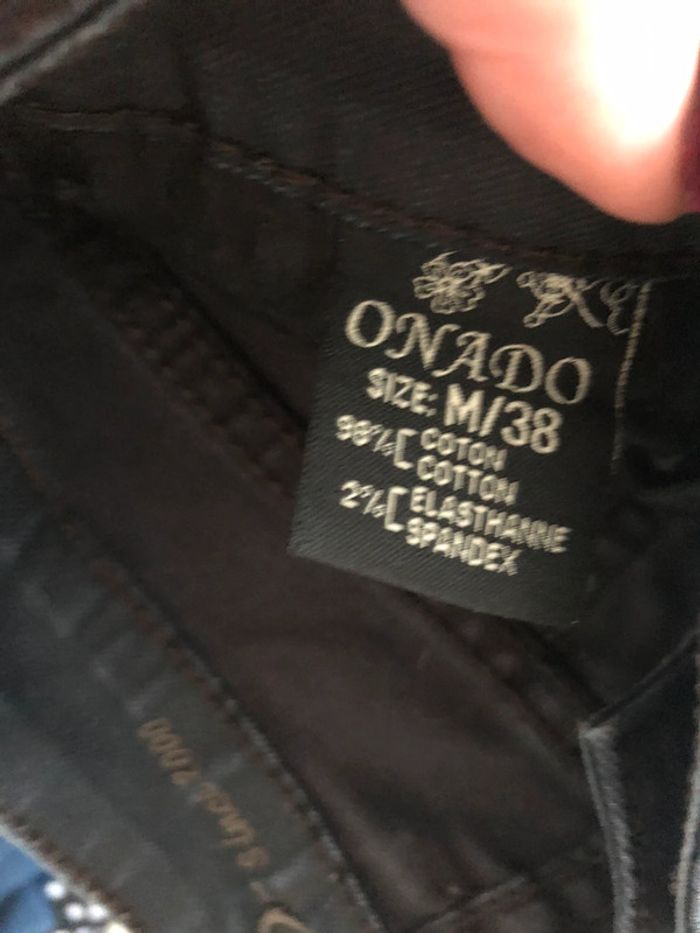 ONADO
SIZE: M/38
98% [ COTON
COTTON
2% [ ELASTHANNE
SPANDEX